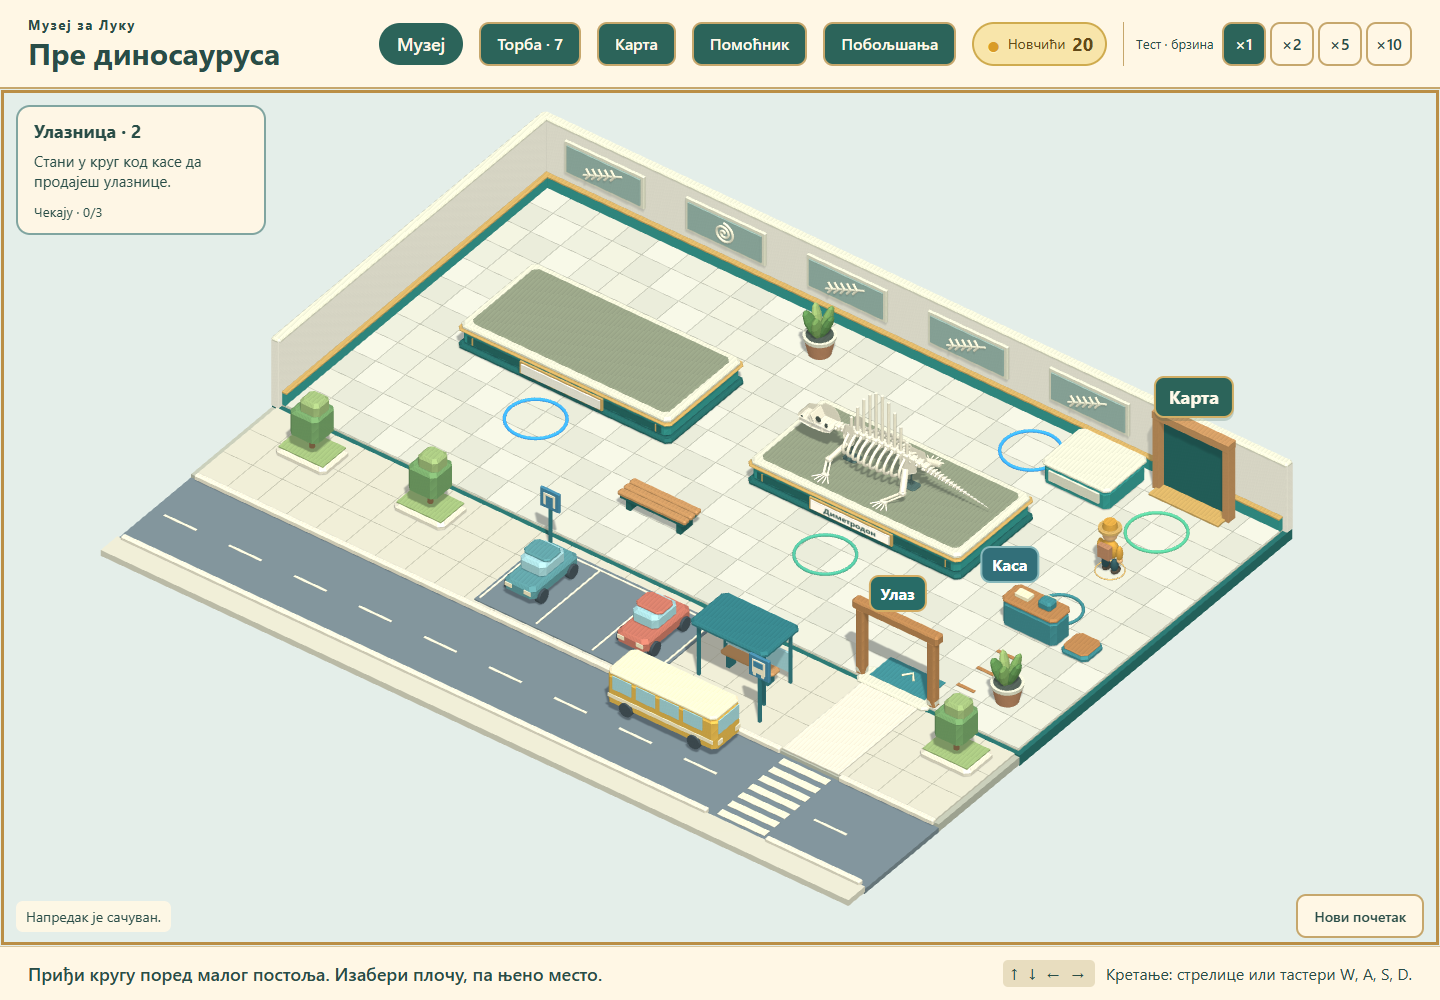 Музеј за Луку
Пре диносауруса
Музеј
Торба · 7
Карта
Помоћник
Побољшања
Новчићи 20
Тест · брзина
×1
×2
×5
×10
Улазница · 2
Стани у круг код касе да
продајеш улазнице.
Чекају · 0/3
Карта
Диметродон
Каса
Улаз
Напредак је сачуван.
Нови почетак
Приђи кругу поред малог постоља. Изабери плочу, па њено место.
↑ ↓ ← → Кретање: стрелице или тастери W, A, S, D.